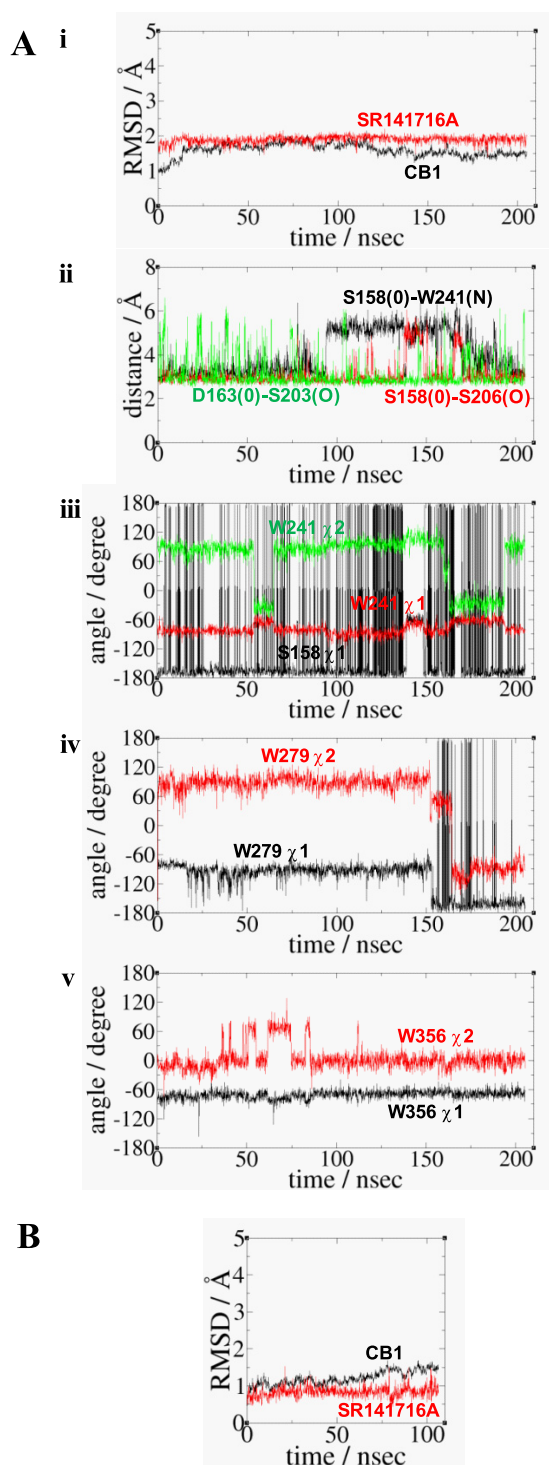 A i
5
4
3
2
1
0
RMSD / Å
SR141716A
CB1
0 50 100 150 200
time / nsec
ii
8
6
4
2
0
distance / Å
S158(0)-W241(N)
D163(0)-S203(O) S158(0)-S206(O)
0 50 100 150 200
time / nsec
iii
180
120
60
0
-60
-120
-180
angle / degree
W241 χ2
W241 χ1
S158 χ1
0 50 100 150 200
time / nsec
iv
180
120
60
0
-60
-120
-180
angle / degree
W279 χ2
W279 χ1
0 50 100 150 200
time / nsec
v
180
120
60
0
-60
-120
-180
angle / degree
W356 χ2
W356 χ1
0 50 100 150 200
time / nsec
B
5
4
3
2
1
0
RMSD / Å
CB1
SR141716A
0 50 100
time / nsec